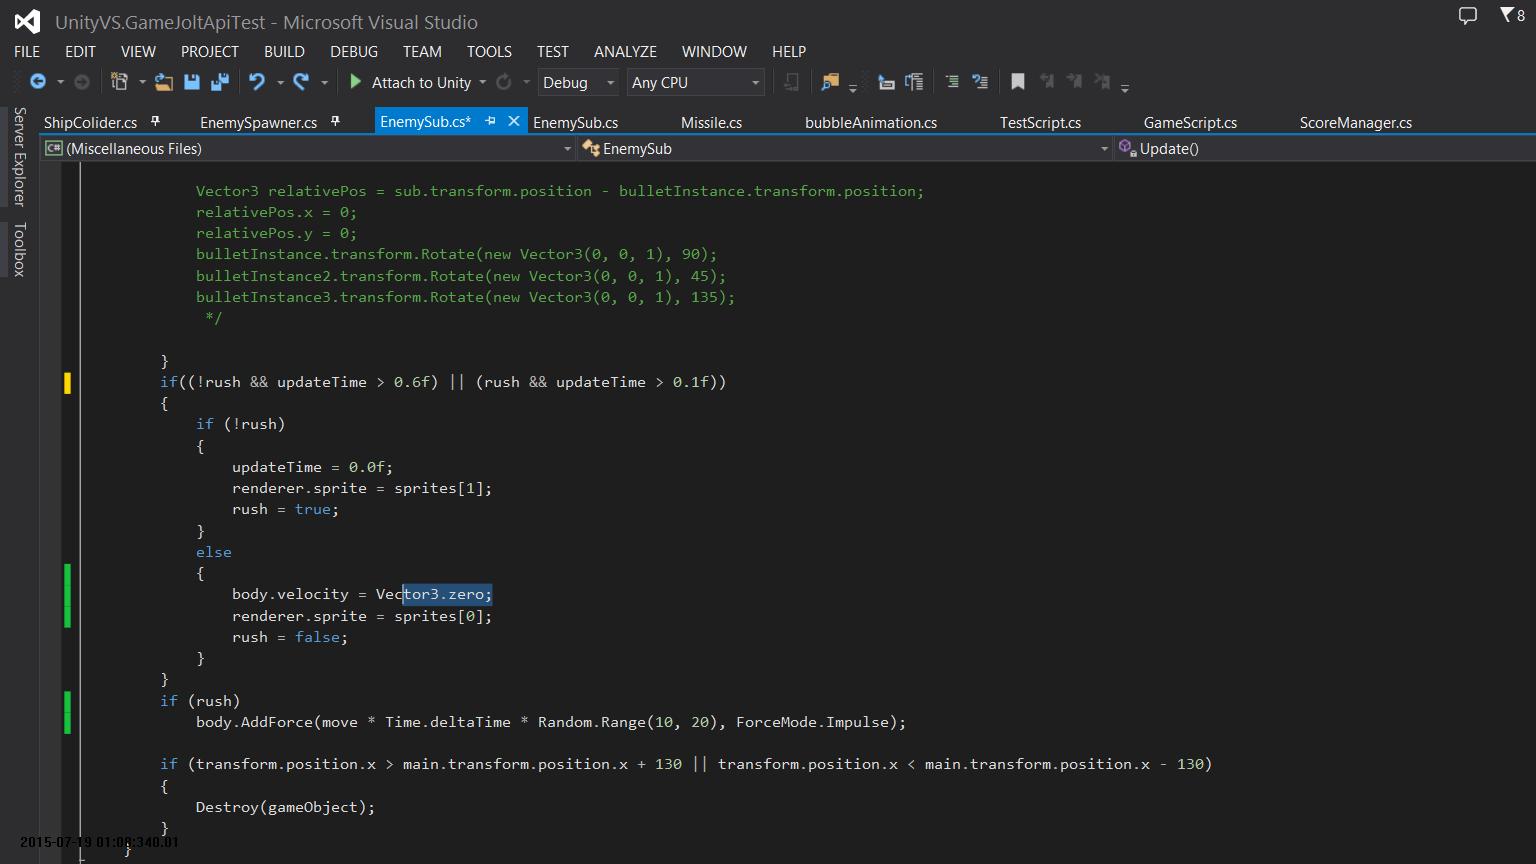 UnityVS.GameJoltApiTest - Microsoft Visual Studio
8
FILE EDIT VIEW PROJECT BUILD DEBUG TEAM TOOLS TEST ANALYZE WINDOW HELP
Attach to Unity Debug Any CPU
Server Explorer
Toolbox
ShipColider.cs EnemySpawner.cs EnemySub.cs* EnemySub.cs Missile.cs bubbleAnimation.cs TestScript.cs GameScript.cs ScoreManager.cs
C# (Miscellaneous Files) EnemySub Update()
Vector3 relativePos = sub.transform.position - bulletInstance.transform.position;
relativePos.x = 0;
relativePos.y = 0;
bulletInstance.transform.Rotate(new Vector3(0, 0, 1), 90);
bulletInstance2.transform.Rotate(new Vector3(0, 0, 1), 45);
bulletInstance3.transform.Rotate(new Vector3(0, 0, 1), 135);
*/
}
if((!rush && updateTime > 0.6f) || (rush && updateTime > 0.1f))
{
if (!rush)
{
updateTime = 0.0f;
renderer.sprite = sprites[1];
rush = true;
}
else
{
body.velocity = Vector3.zero;
renderer.sprite = sprites[0];
rush = false;
}
}
if (rush)
body.AddForce(move * Time.deltaTime * Random.Range(10, 20), ForceMode.Impulse);
if (transform.position.x > main.transform.position.x + 130 || transform.position.x < main.transform.position.x - 130)
{
Destroy(gameObject);
}
2015-07-19 01:08:340.01
}